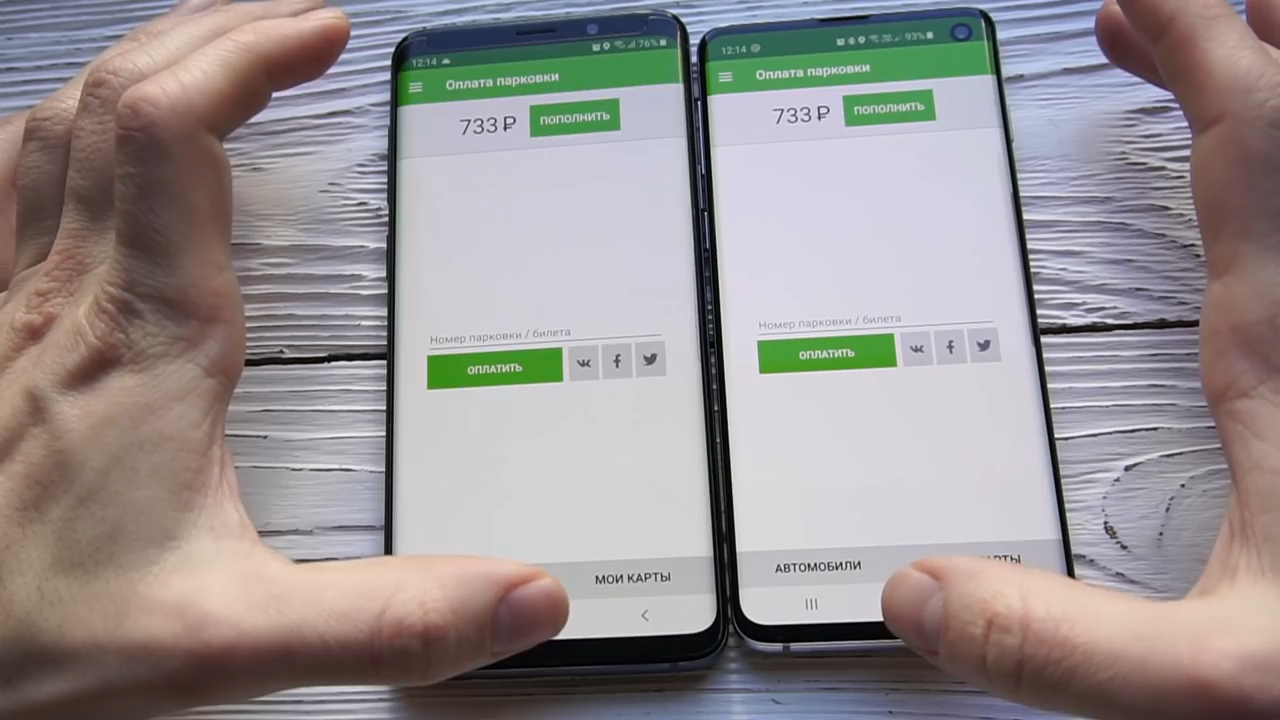 12:14
76%
Оплата парковки
733 ₽
ПОПОЛНИТЬ
Номер парковки / билета
ОПЛАТИТЬ
МОИ КАРТЫ
12:14
93%
Оплата парковки
733 ₽
ПОПОЛНИТЬ
Номер парковки / билета
ОПЛАТИТЬ
АВТОМОБИЛИ